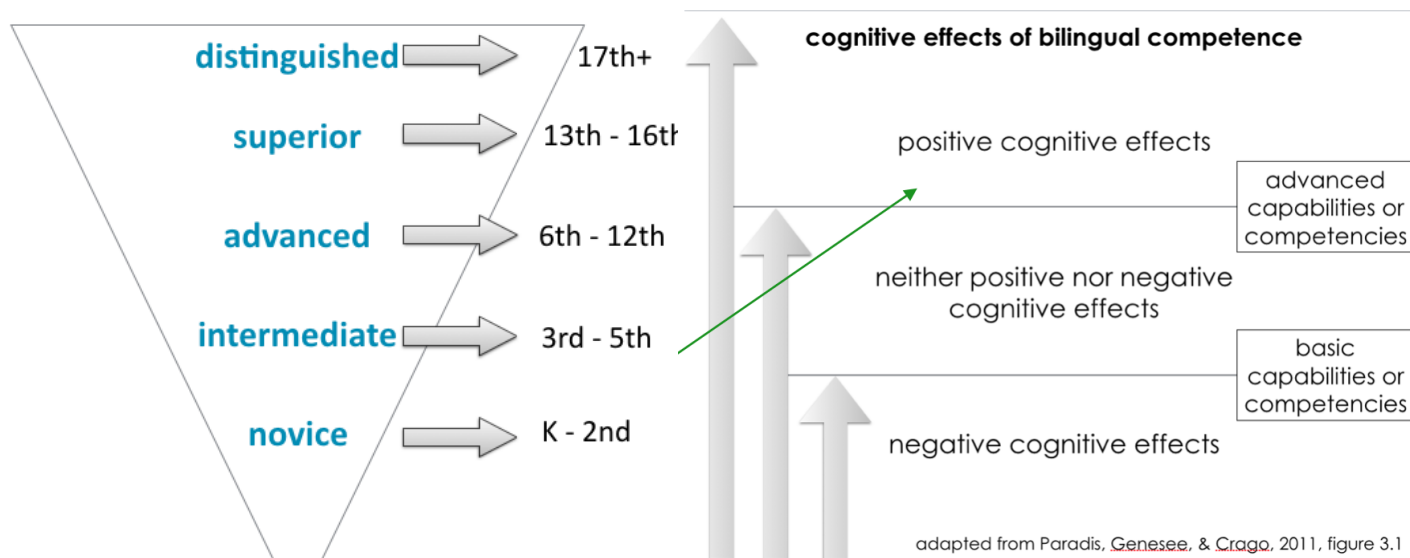 distinguished 17th+
superior 13th - 16th
advanced 6th - 12th
intermediate 3rd - 5th
novice K - 2nd
cognitive effects of bilingual competence
positive cognitive effects
advanced
capabilities or
competencies
neither positive nor negative
cognitive effects
basic
capabilities or
competencies
negative cognitive effects
adapted from Paradis, Genesee, & Crago, 2011, figure 3.1